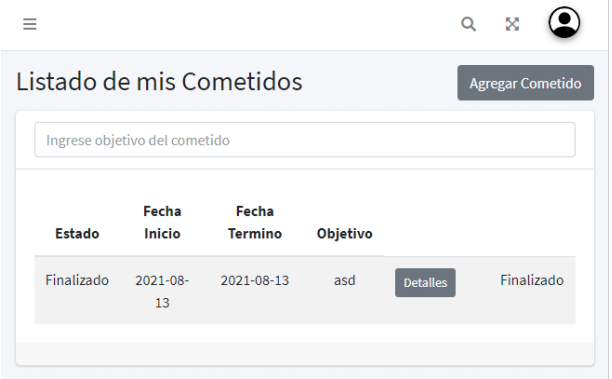 Listado de mis Cometidos
Agregar Cometido
Ingrese objetivo del cometido
Estado Fecha Inicio Fecha Termino Objetivo
Finalizado 2021-08-13 2021-08-13 asd Detalles Finalizado